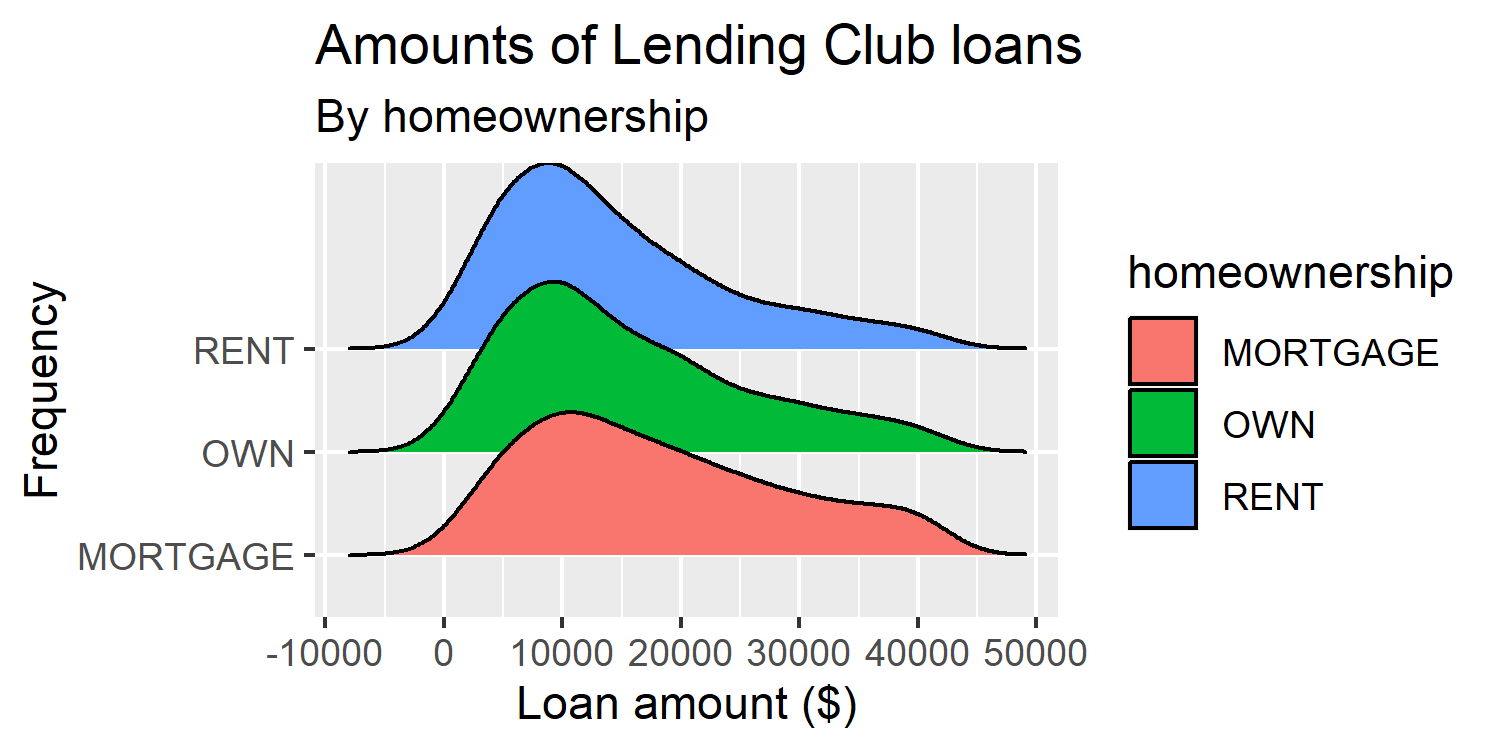 Amounts of Lending Club loans
By homeownership
Frequency
RENT
OWN
MORTGAGE
-10000 0 10000 20000 30000 40000 50000
Loan amount ($)
homeownership
MORTGAGE
OWN
RENT